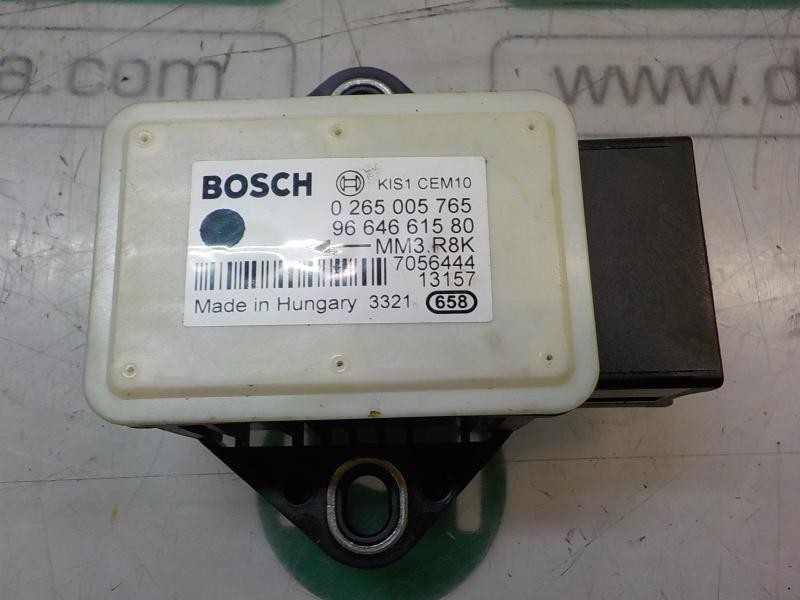 a.com
www.d
BOSCH KIS1 CEM10
0 265 005 765
96 646 615 80
MM3.R8K
7056444
13157
Made in Hungary 3321 658